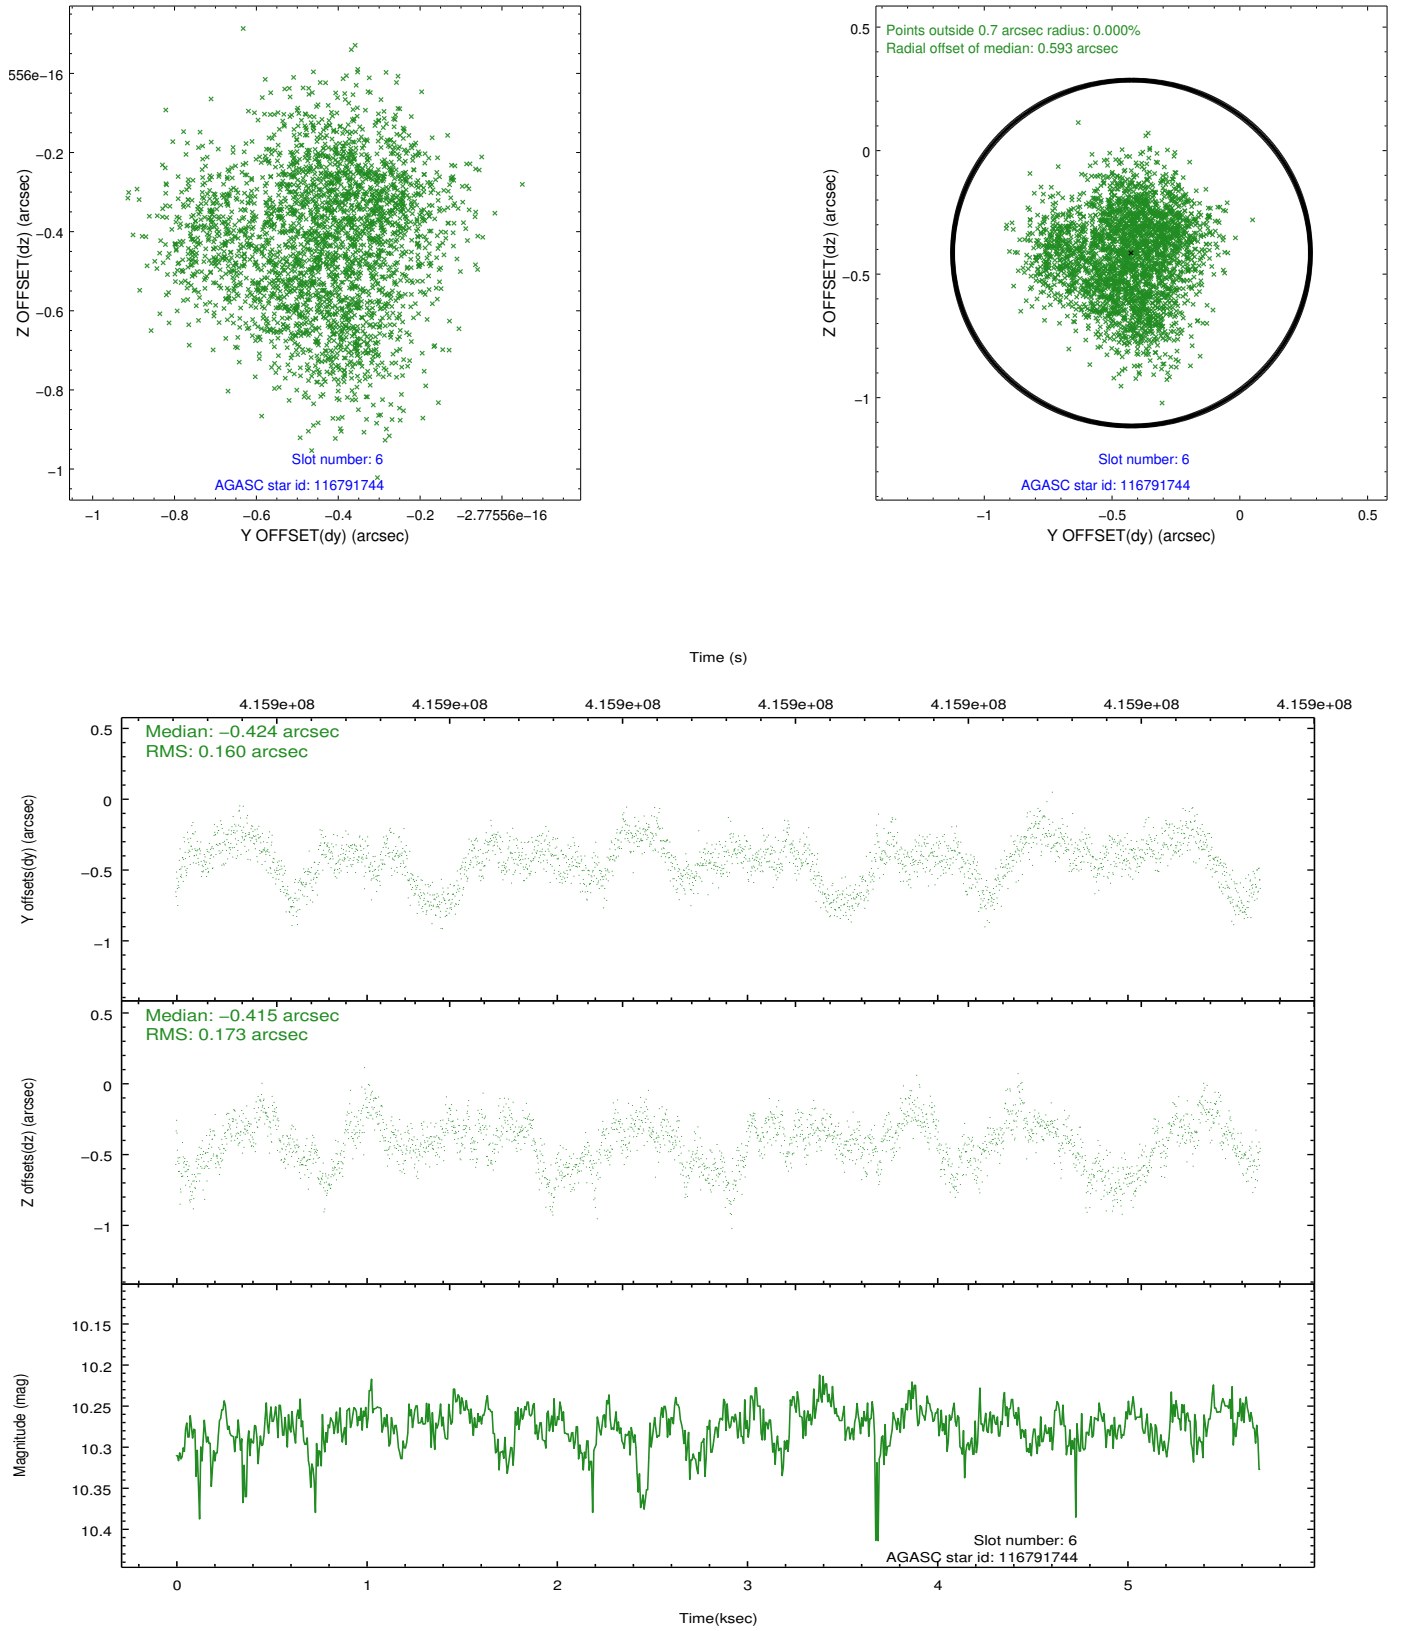 556e−16
−0.2
−0.4
−0.6
−0.8
−1
Z OFFSET(dz) (arcsec)
Slot number: 6
AGASC star id: 116791744
−1 −0.8 −0.6 −0.4 −0.2 −2.77556e−16
Y OFFSET(dy) (arcsec)
Points outside 0.7 arcsec radius: 0.000%
Radial offset of median: 0.593 arcsec
0.5
0
−0.5
−1
Z OFFSET(dz) (arcsec)
Slot number: 6
AGASC star id: 116791744
−1 −0.5 0 0.5
Y OFFSET(dy) (arcsec)
Time (s)
4.159e+08 4.159e+08 4.159e+08 4.159e+08 4.159e+08 4.159e+08 4.159e+08
Median: −0.424 arcsec
RMS: 0.160 arcsec
0.5
0
−0.5
−1
Y offsets(dy) (arcsec)
Median: −0.415 arcsec
RMS: 0.173 arcsec
0.5
0
−0.5
−1
Z offsets(dz) (arcsec)
10.15
10.2
10.25
10.3
10.35
10.4
Magnitude (mag)
Slot number: 6
AGASC star id: 116791744
0 1 2 3 4 5
Time(ksec)